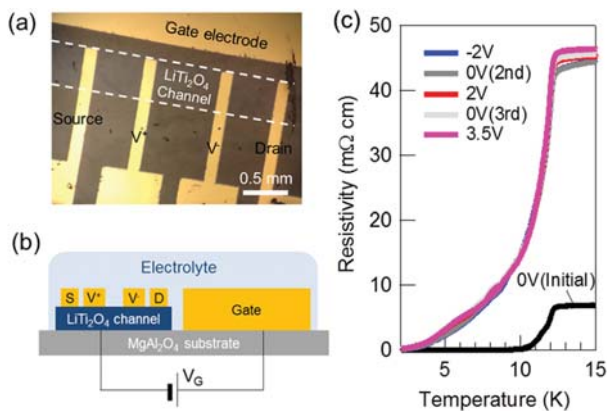 (a)
Gate electrode
LiTi₂O₄
Channel
Source
V⁺
V⁻
Drain
0.5 mm
(b)
Electrolyte
S
V⁺
V⁻
D
Gate
LiTi₂O₄ channel
MgAl₂O₄ substrate
V_G
(c)
Resistivity (mΩ cm)
50
40
30
20
10
0
-2V
0V(2nd)
2V
0V(3rd)
3.5V
0V(Initial)
5
10
15
Temperature (K)